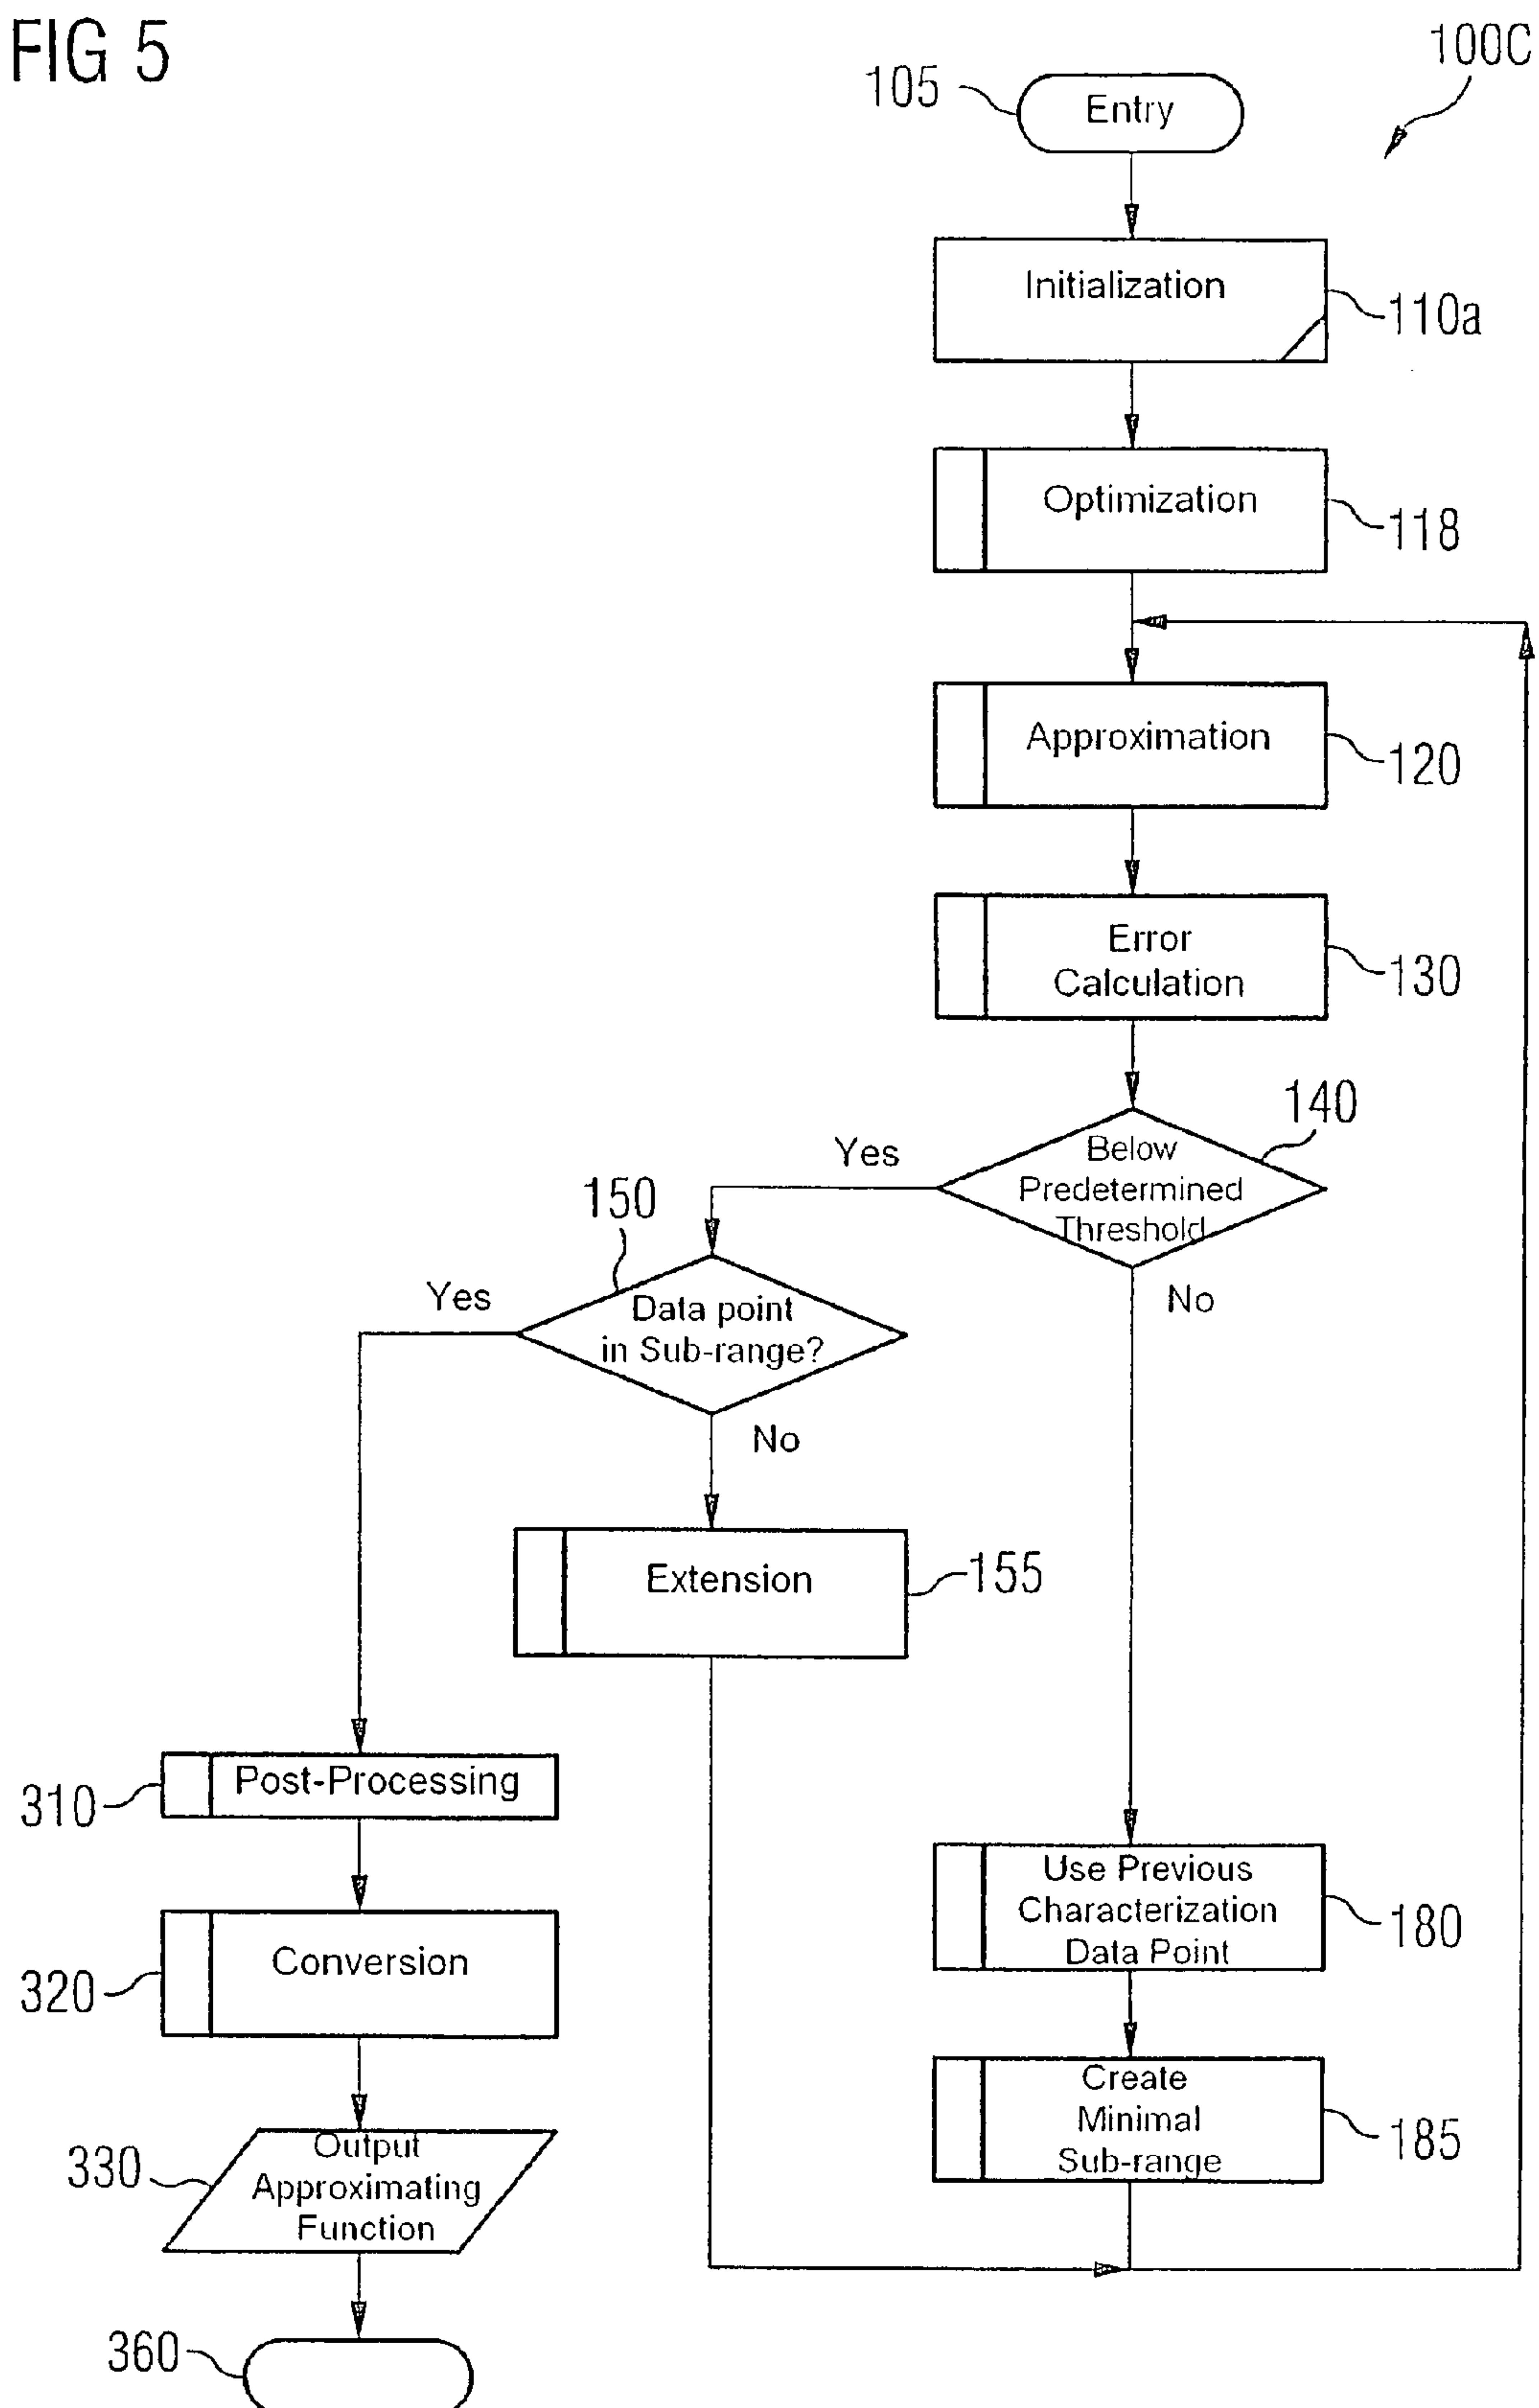 FIG 5
100C
105
Entry
Initialization
110a
Optimization
118
Approximation
120
Error
Calculation
130
140
Below
Predetermined
Threshold
Yes
No
150
Data point
in Sub-range?
Yes
No
Extension
155
310
Post-Processing
Use Previous
Characterization
Data Point
180
320
Conversion
Create
Minimal
Sub-range
185
330
Output
Approximating
Function
360